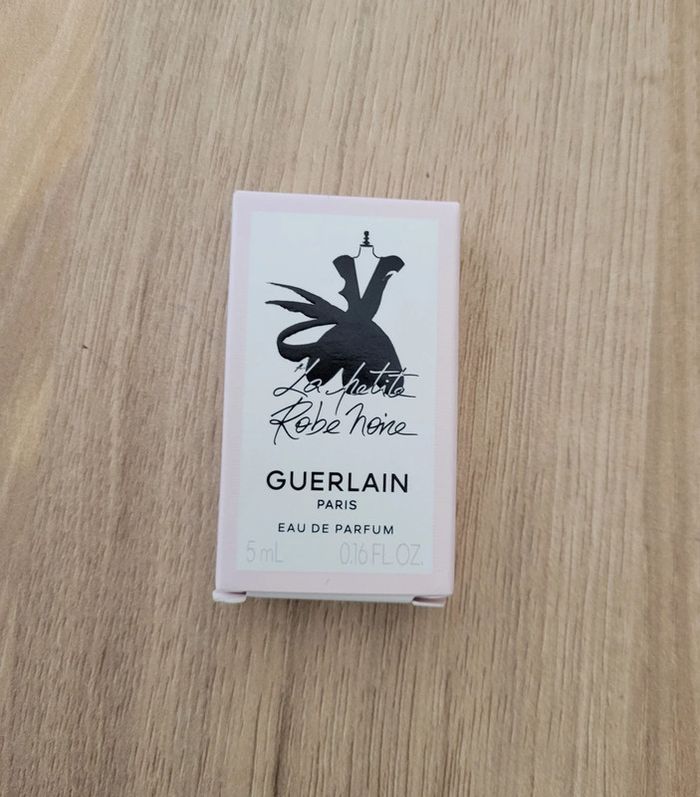 La petite
Robe noire
GUERLAIN
PARIS
EAU DE PARFUM
5 mL 0.16 FL.OZ.